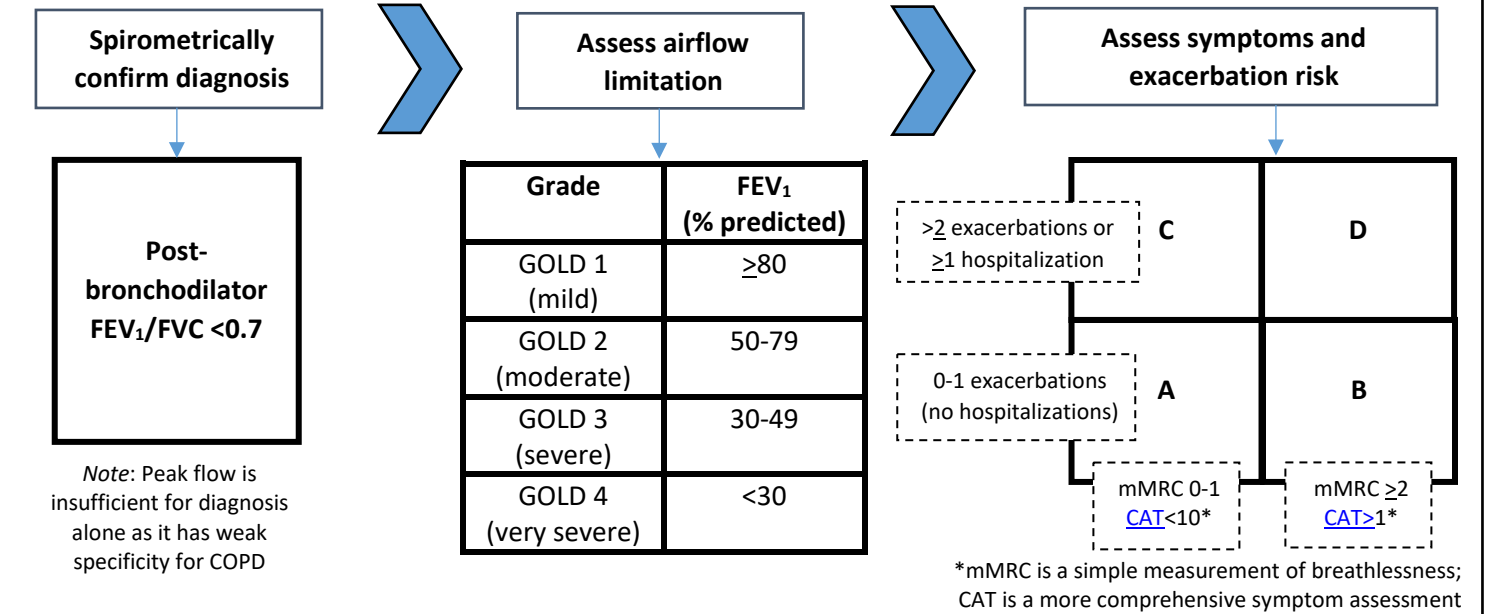 Spirometrically
confirm diagnosis
Assess airflow
limitation
Assess symptoms and
exacerbation risk
Post-
bronchodilator
FEV₁/FVC <0.7
Note: Peak flow is
insufficient for diagnosis
alone as it has weak
specificity for COPD
Grade
FEV₁
(% predicted)
GOLD 1
(mild)
≥80
GOLD 2
(moderate)
50-79
GOLD 3
(severe)
30-49
GOLD 4
(very severe)
<30
>2 exacerbations or
≥1 hospitalization
C
D
0-1 exacerbations
(no hospitalizations)
A
B
mMRC 0-1
CAT<10*
mMRC ≥2
CAT>1*
*mMRC is a simple measurement of breathlessness;
CAT is a more comprehensive symptom assessment